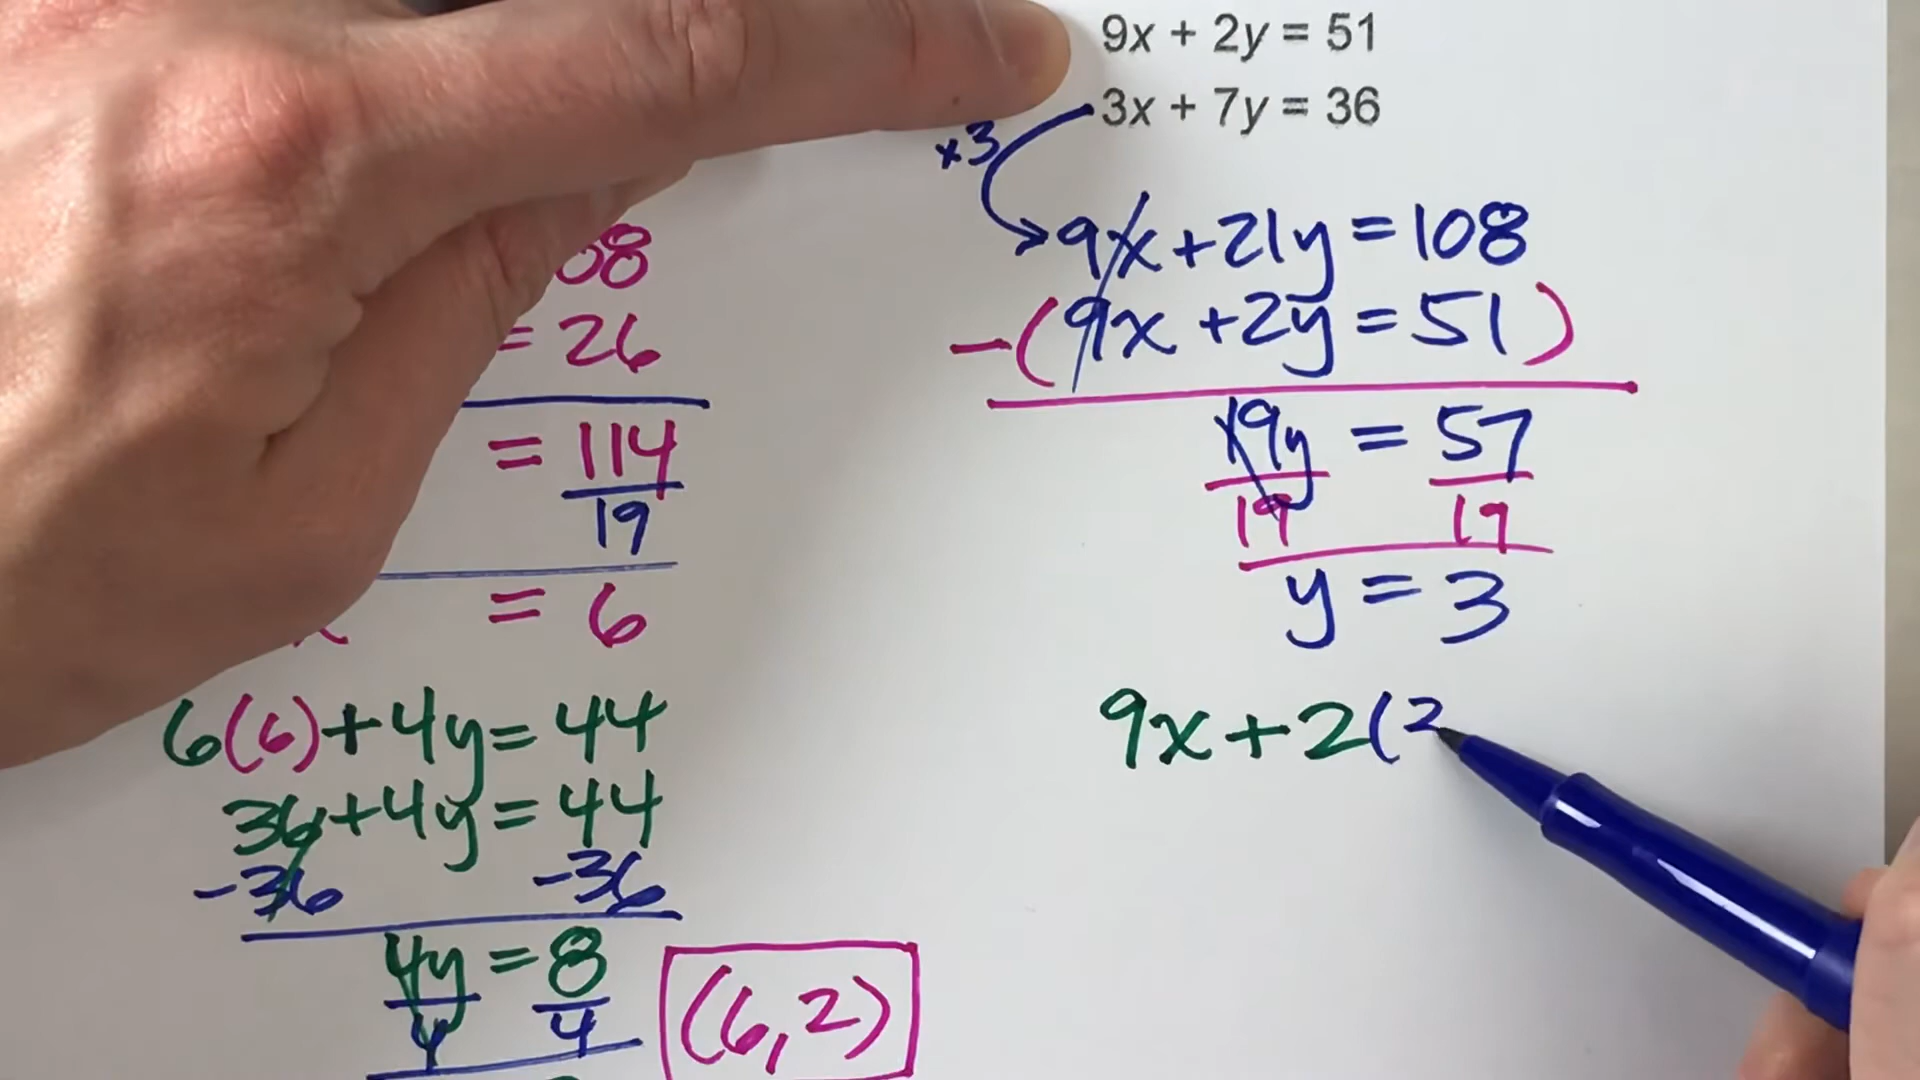 9x + 2y = 51
3x + 7y = 36
x3
9x+21y=108
-(9x+2y=51)
19y = 57
19 19
y = 3
9x+2(
08
= 26
= 114
19
= 6
6(6)+4y=44
36+4y=44
-36 -36
4y=8
4 4
(6,2)